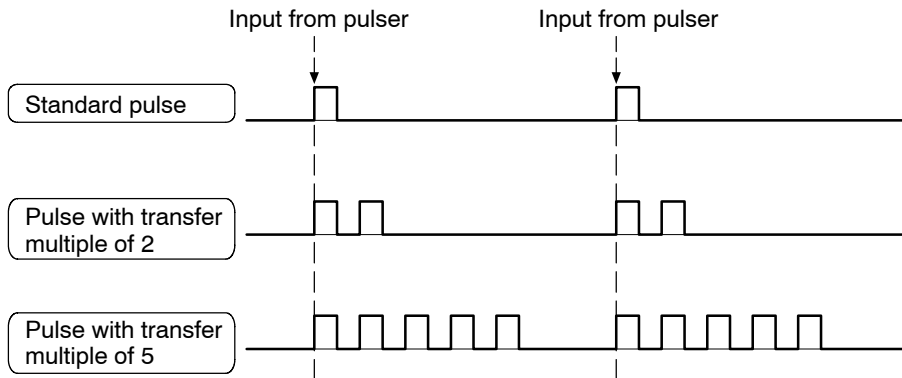 Input from pulser
Input from pulser
Standard pulse
Pulse with transfer
multiple of 2
Pulse with transfer
multiple of 5